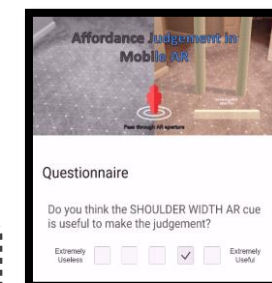 Affordance Judgement in
Mobile AR
Pass through AR aperture
Questionnaire
Do you think the SHOULDER WIDTH AR cue
is useful to make the judgement?
Extremely
Useless
Extremely
Useful